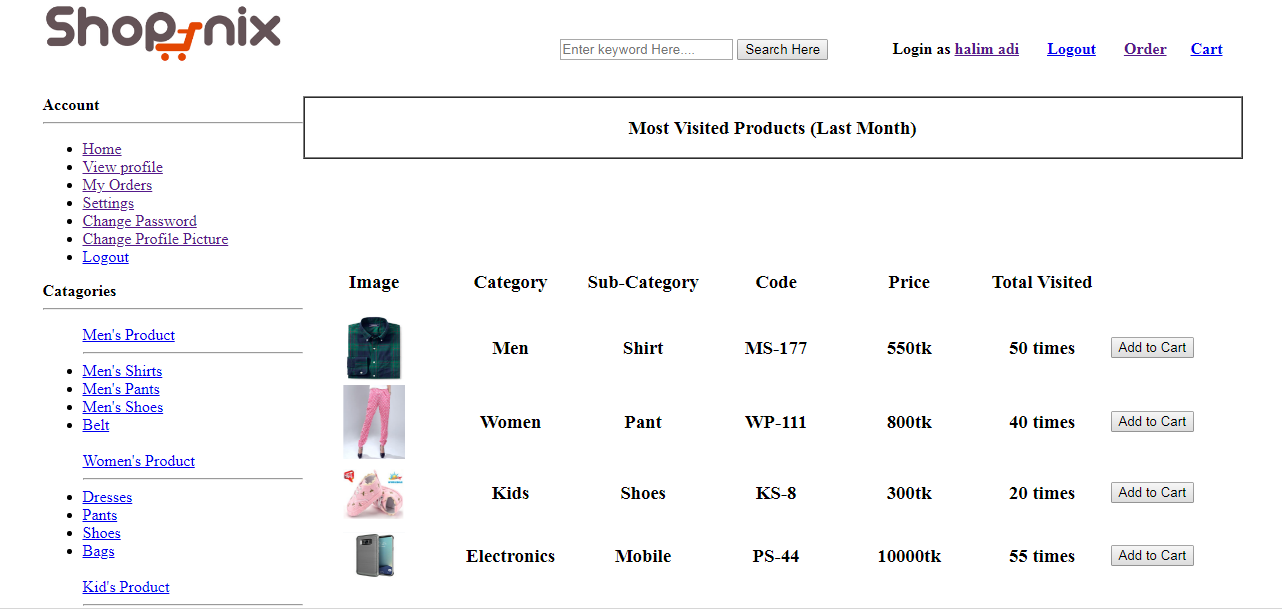 Shopnix
Enter keyword Here.... Search Here Login as halim adi Logout Order Cart
Account
Home
View profile
My Orders
Settings
Change Password
Change Profile Picture
Logout
Catagories
Men's Product
Men's Shirts
Men's Pants
Men's Shoes
Belt
Women's Product
Dresses
Pants
Shoes
Bags
Kid's Product
Most Visited Products (Last Month)
Image Category Sub-Category Code Price Total Visited
Men Shirt MS-177 550tk 50 times Add to Cart
Women Pant WP-111 800tk 40 times Add to Cart
Kids Shoes KS-8 300tk 20 times Add to Cart
Electronics Mobile PS-44 10000tk 55 times Add to Cart